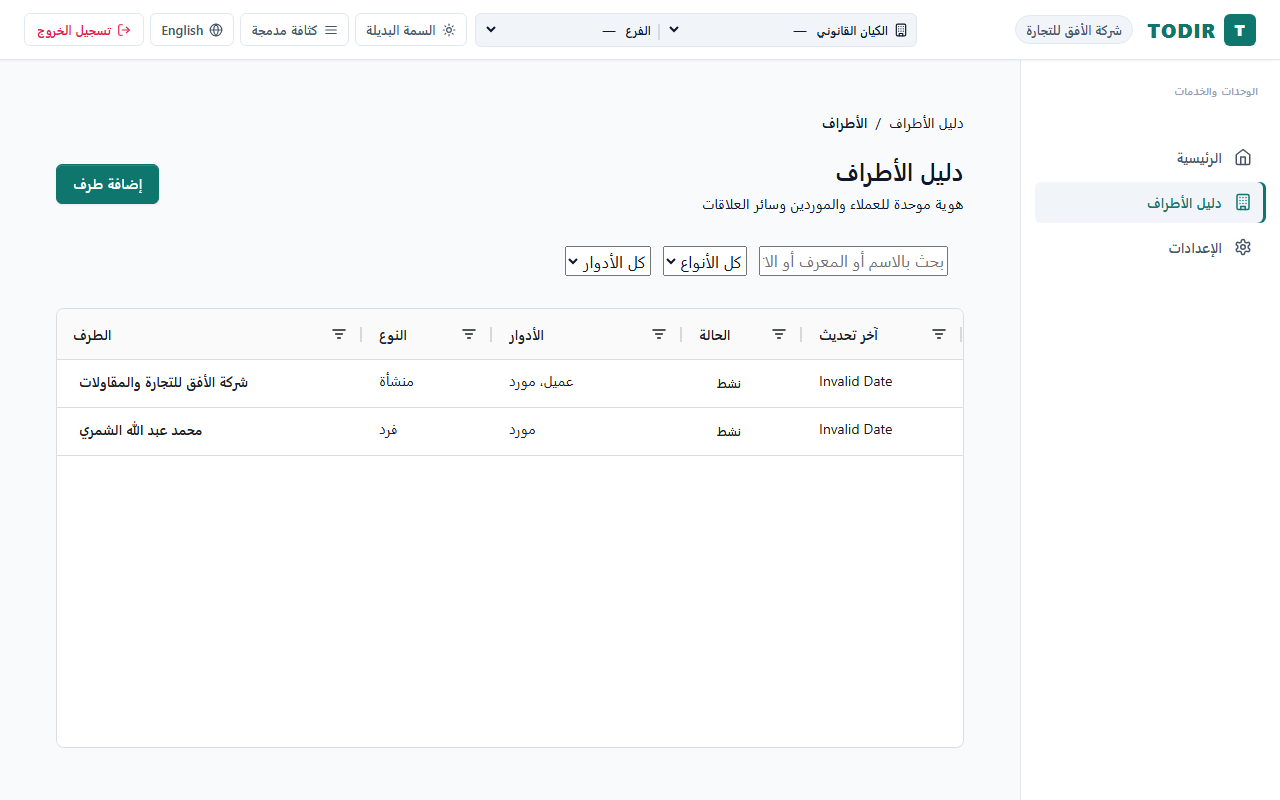 T
TODIR
شركة الأفق للتجارة
الكيان القانوني —
الفرع —
السمة البديلة
كثافة مدمجة
English
تسجيل الخروج
الوحدات والخدمات
الرئيسية
دليل الأطراف
الإعدادات
دليل الأطراف / الأطراف
دليل الأطراف
هوية موحدة للعملاء والموردين وسائر العلاقات
إضافة طرف
بحث بالاسم أو المعرف أو الا
كل الأنواع
كل الأدوار
الطرف النوع الأدوار الحالة آخر تحديث
شركة الأفق للتجارة والمقاولات منشأة عميل، مورد نشط Invalid Date
محمد عبد الله الشمري فرد مورد نشط Invalid Date